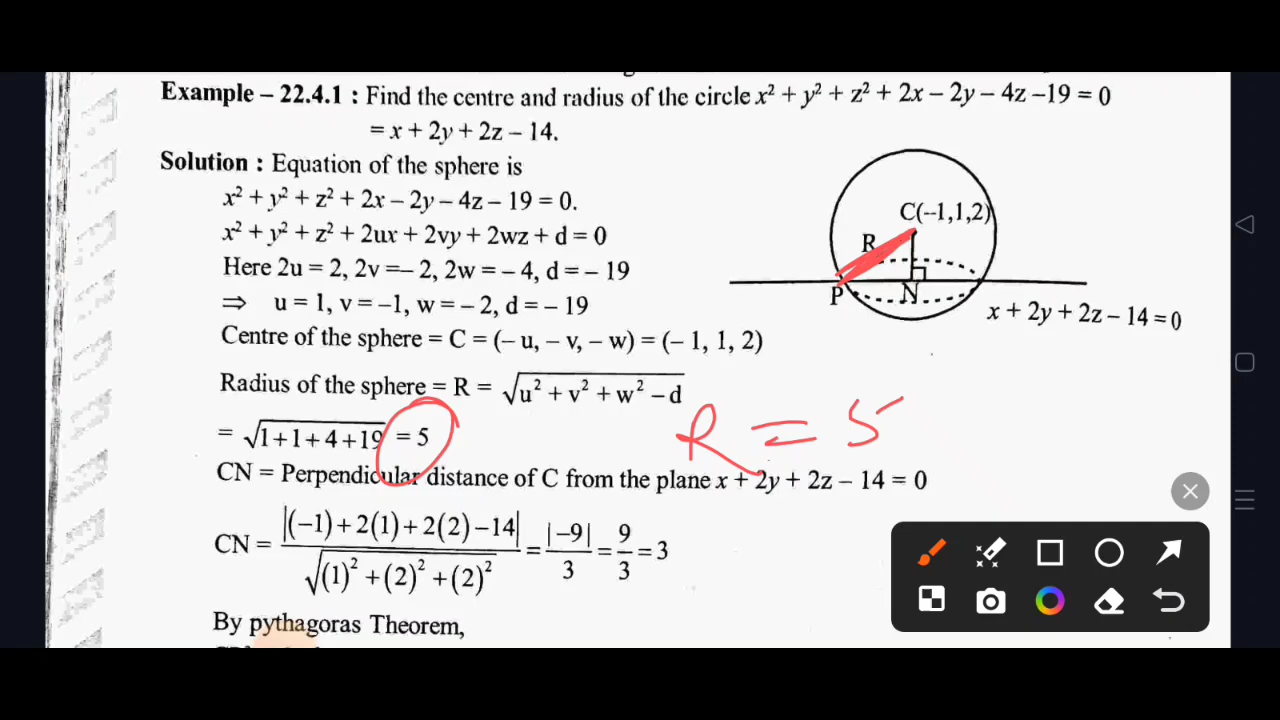 Example – 22.4.1 : Find the centre and radius of the circle x² + y² + z² + 2x – 2y – 4z –19 = 0
= x + 2y + 2z – 14.
Solution : Equation of the sphere is
x² + y² + z² + 2x – 2y – 4z – 19 = 0.
x² + y² + z² + 2ux + 2vy + 2wz + d = 0
Here 2u = 2, 2v =– 2, 2w = – 4, d = – 19
⇒ u = 1, v = –1, w = – 2, d = – 19
Centre of the sphere = C = (– u, – v, – w) = (– 1, 1, 2)
C(–1,1,2)
R
P
N
x + 2y + 2z – 14 = 0
Radius of the sphere = R = √(u² + v² + w² – d)
= √(1+1+4+19) = 5
R = 5
CN = Perpendicular distance of C from the plane x + 2y + 2z – 14 = 0
CN = |(–1)+2(1)+2(2)–14| / √((1)² +(2)² +(2)²) = |–9|/3 = 9/3 = 3
By pythagoras Theorem,